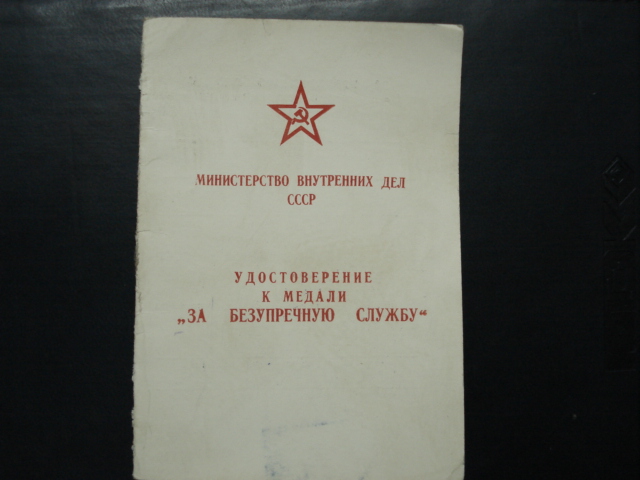 МИНИСТЕРСТВО ВНУТРЕННИХ ДЕЛ
СССР
УДОСТОВЕРЕНИЕ
К МЕДАЛИ
„ЗА БЕЗУПРЕЧНУЮ СЛУЖБУ“